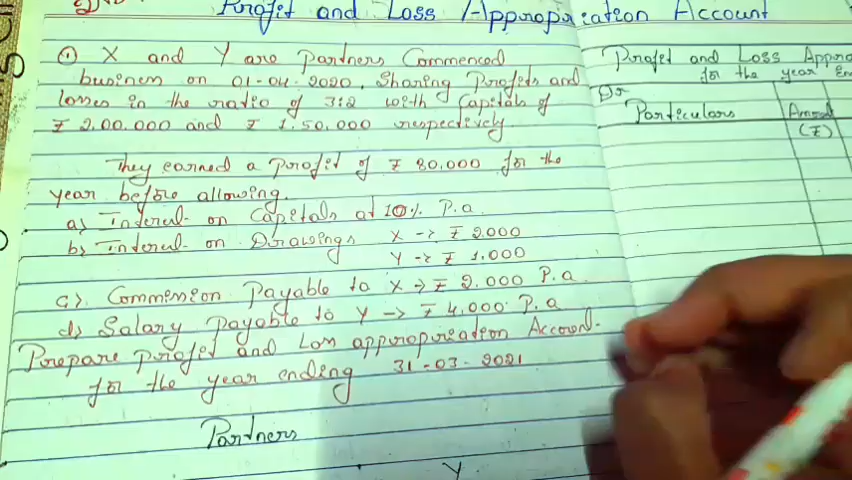 Profit and Loss Appropriation Account
① X and Y are Partners Commenced
business on 01-04-2020, Sharing Profits and
losses in the ratio of 3:2 with Capitals of
₹ 2,00,000 and ₹ 1,50,000 respectively
They earned a profit of ₹ 80,000 for the
year before allowing.
a) Interest on Capitals at 10% P.a
b) Interest on Drawings X -> ₹ 2,000
Y -> ₹ 1,000
c). Commission Payable to X -> ₹ 2,000 P.a
d) Salary Payable to Y -> ₹ 4,000 P.a
Prepare profit and Loss appropriation Account
for the year ending 31-03-2021
Partners
Y
Profit and Loss Appro
for the year En
Dr
Particulars
Amount
(₹)